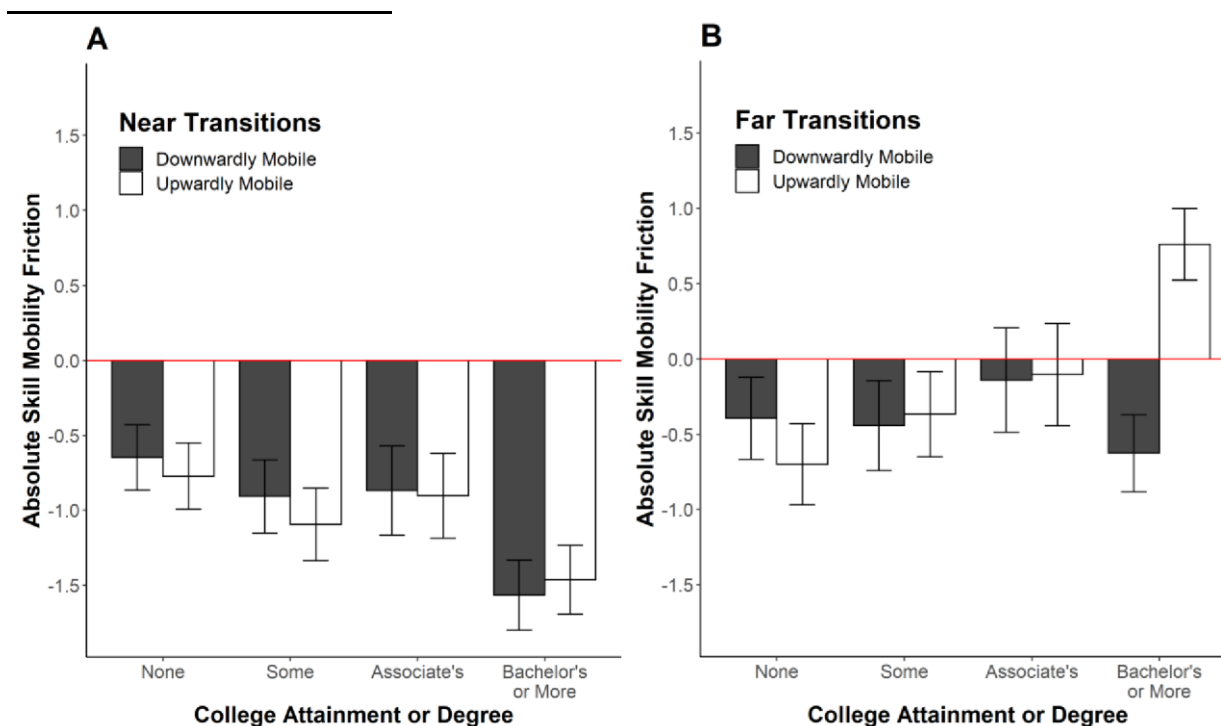 A
Near Transitions
Downwardly Mobile
Upwardly Mobile
Absolute Skill Mobility Friction
1.5
1.0
0.5
0.0
-0.5
-1.0
-1.5
None
Some
Associate's
Bachelor's
or More
College Attainment or Degree
B
Far Transitions
Downwardly Mobile
Upwardly Mobile
Absolute Skill Mobility Friction
1.5
1.0
0.5
0.0
-0.5
-1.0
-1.5
None
Some
Associate's
Bachelor's
or More
College Attainment or Degree